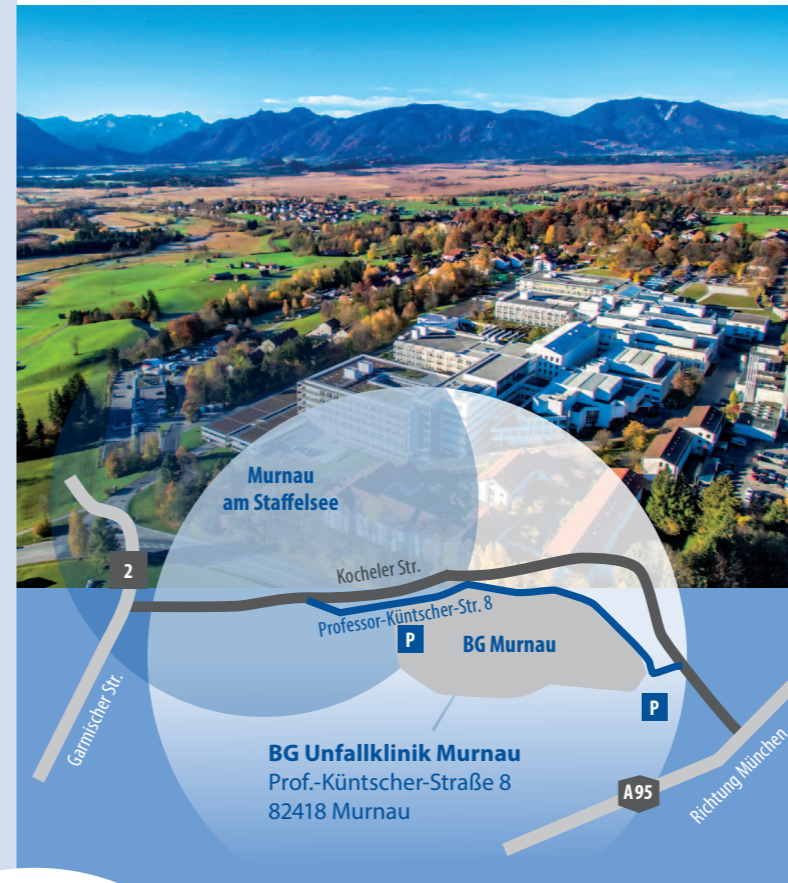 Murnau
am Staffelsee
2
Kocheler Str.
Professor-Küntscher-Str. 8
P
BG Murnau
P
Garmischer Str.
BG Unfallklinik Murnau
Prof.-Küntscher-Straße 8
82418 Murnau
A95
Richtung München